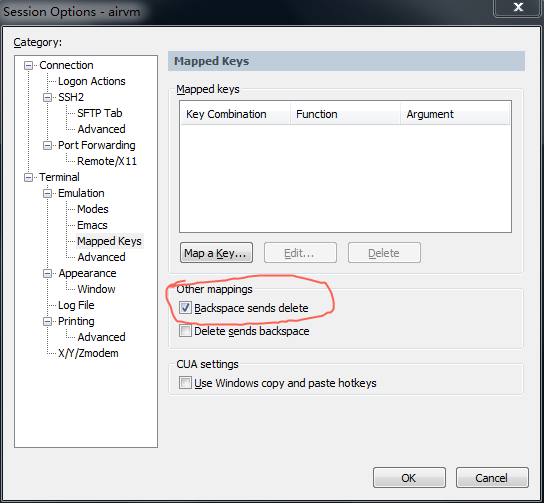 Session Options - airvm
Category:
Connection
Logon Actions
SSH2
SFTP Tab
Advanced
Port Forwarding
Remote/X11
Terminal
Emulation
Modes
Emacs
Mapped Keys
Advanced
Appearance
Window
Log File
Printing
Advanced
X/Y/Zmodem
Mapped Keys
Mapped keys
Key Combination Function Argument
Map a Key... Edit... Delete
Other mappings
Backspace sends delete
Delete sends backspace
CUA settings
Use Windows copy and paste hotkeys
OK Cancel